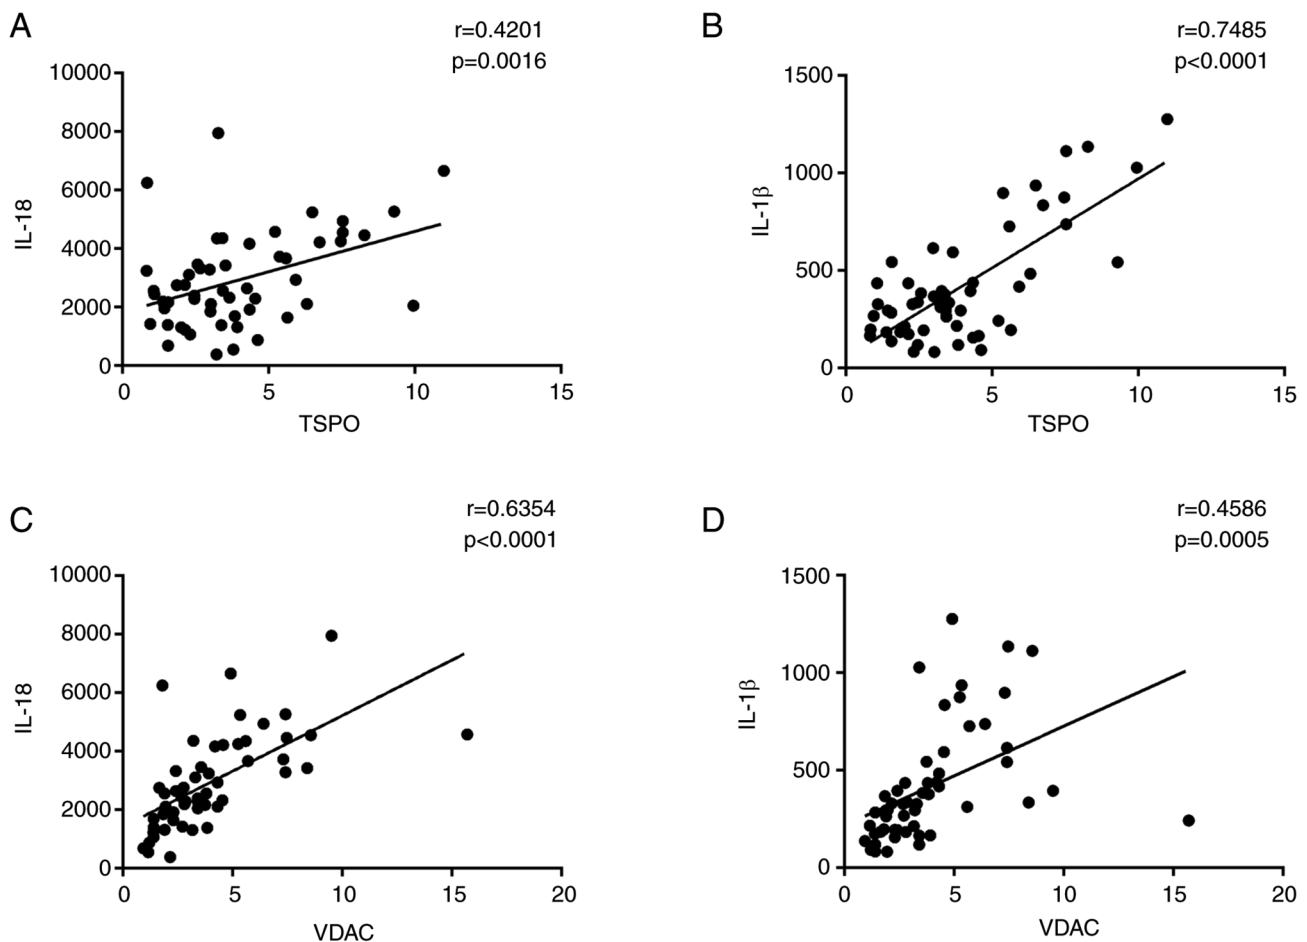 A
r=0.4201
p=0.0016
10000
8000
6000
4000
2000
0
IL-18
0 5 10 15
TSPO
B
r=0.7485
p<0.0001
1500
1000
500
0
IL-1β
0 5 10 15
TSPO
C
r=0.6354
p<0.0001
10000
8000
6000
4000
2000
0
IL-18
0 5 10 15 20
VDAC
D
r=0.4586
p=0.0005
1500
1000
500
0
IL-1β
0 5 10 15 20
VDAC